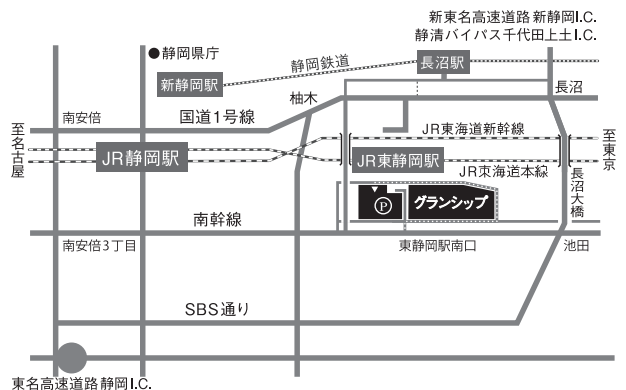 新東名高速道路 新静岡I.C.
静清バイパス千代田上土I.C.
●静岡県庁
静岡鉄道
長沼駅
新静岡駅
長沼
柚木
南安倍
国道1号線
至名古屋
JR東海道新幹線
至東京
JR静岡駅
JR東静岡駅
JR東海道本線
長沼大橋
P
グランシップ
南幹線
南安倍3丁目
東静岡駅南口
池田
SBS通り
東名高速道路 静岡I.C.